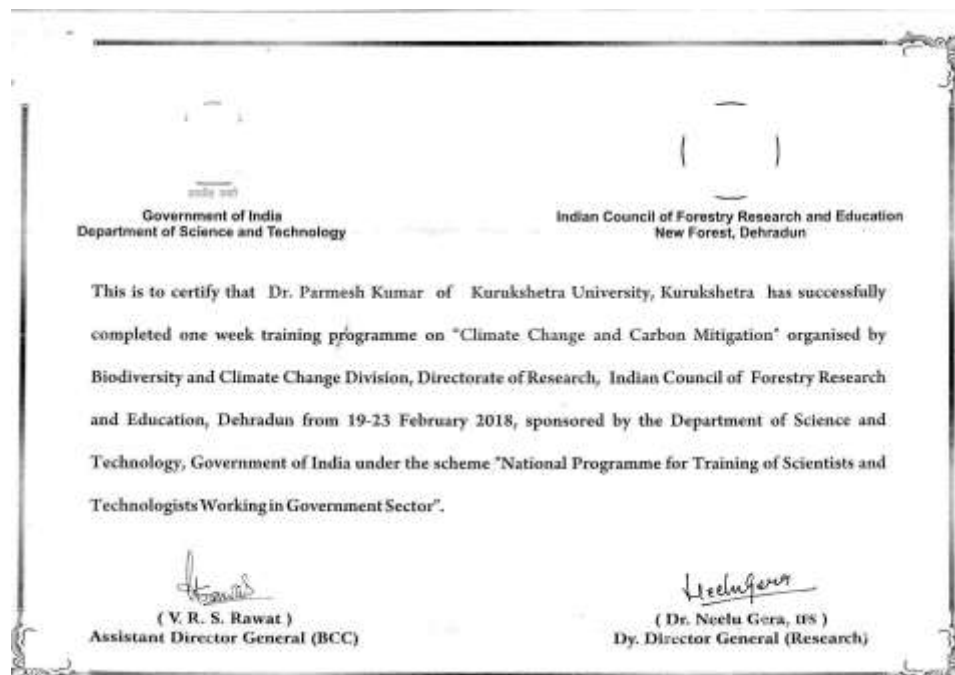 Government of India
Department of Science and Technology
Indian Council of Forestry Research and Education
New Forest, Dehradun
This is to certify that Dr. Parmesh Kumar of Kurukshetra University, Kurukshetra has successfully
completed one week training programme on "Climate Change and Carbon Mitigation" organised by
Biodiversity and Climate Change Division, Directorate of Research, Indian Council of Forestry Research
and Education, Dehradun from 19-23 February 2018, sponsored by the Department of Science and
Technology, Government of India under the scheme "National Programme for Training of Scientists and
Technologists Working in Government Sector".
( V. R. S. Rawat )
Assistant Director General (BCC)
Neelu Gera
( Dr. Neelu Gera, IFS )
Dy. Director General (Research)